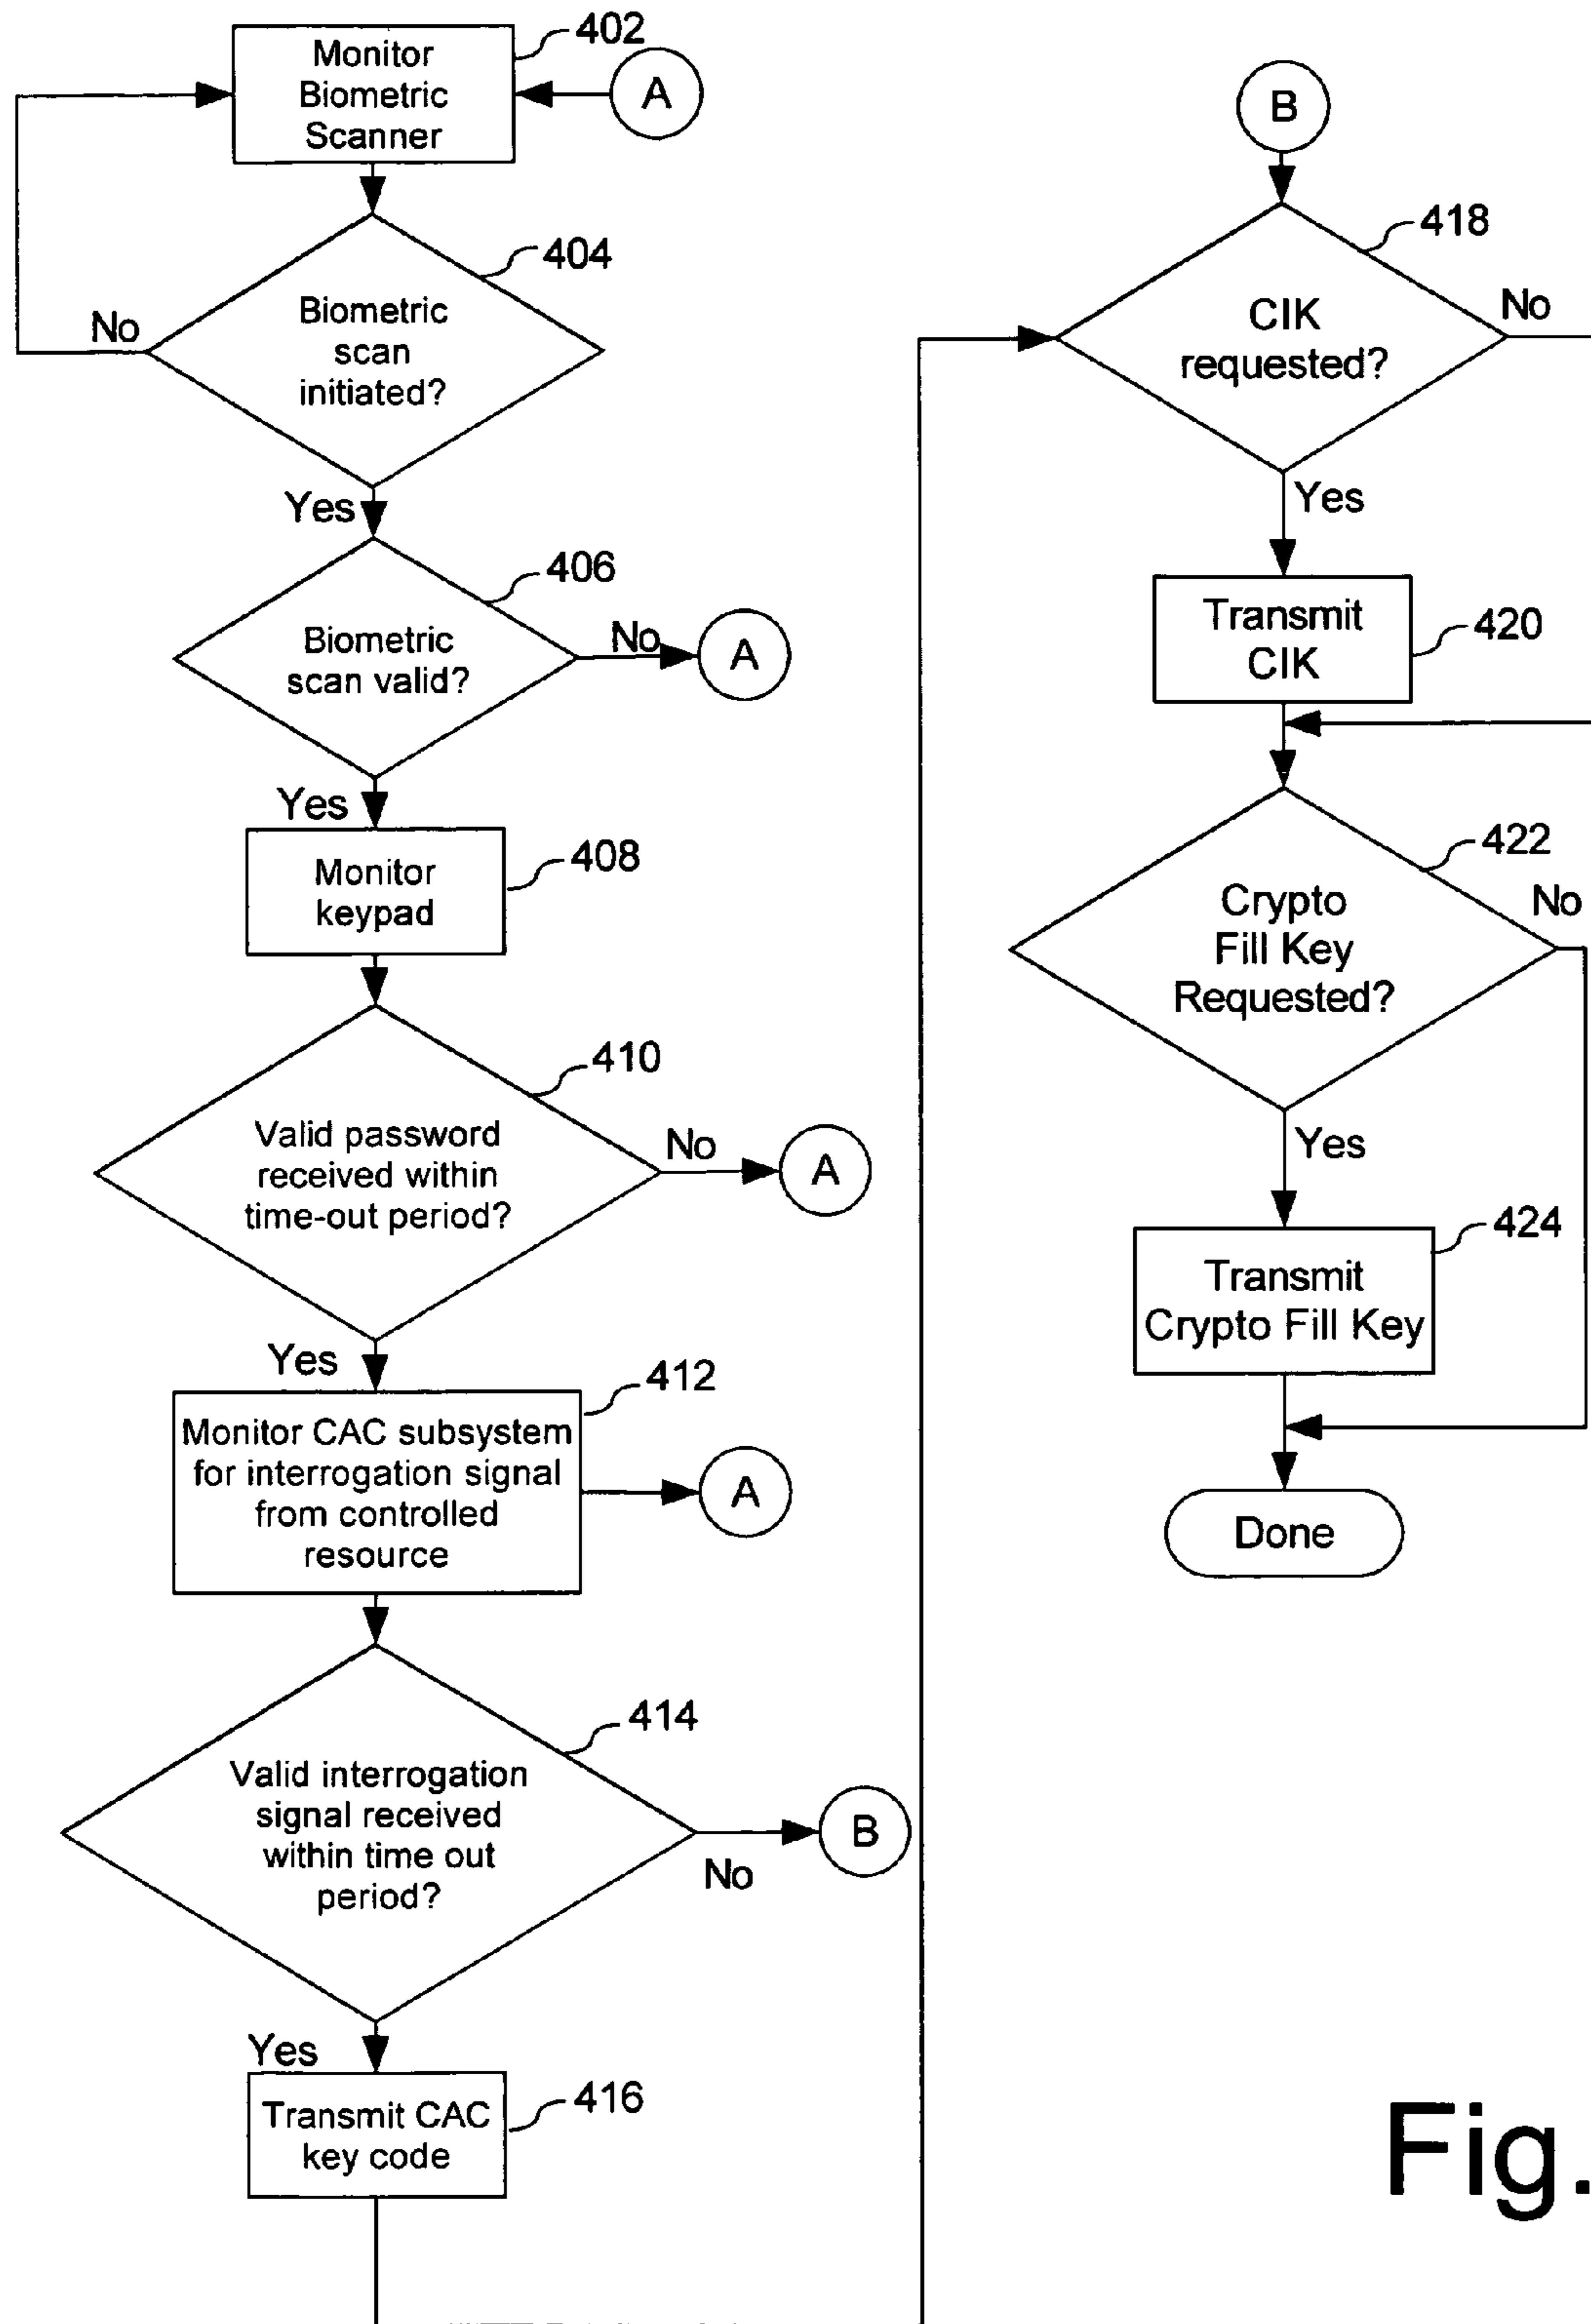 402
Monitor
Biometric
Scanner
A
404
Biometric
scan
initiated?
No
Yes
406
Biometric
scan valid?
No
A
Yes
408
Monitor
keypad
410
Valid password
received within
time-out period?
No
A
Yes
412
Monitor CAC subsystem
for interrogation signal
from controlled
resource
A
414
Valid interrogation
signal received
within time out
period?
No
B
Yes
416
Transmit CAC
key code
B
418
CIK
requested?
No
Yes
Transmit
CIK
420
422
Crypto
Fill Key
Requested?
No
Yes
424
Transmit
Crypto Fill Key
Done
Fig.